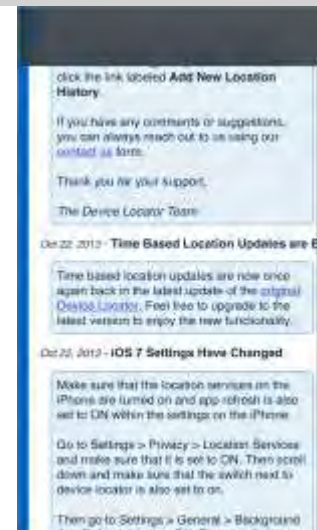 click the link labeled Add New Location
History.
If you have any comments or suggestions,
you can always reach out to us using our
contact us form.
Thank you for your support,
The Device Locator Team
Oct 22, 2013 - Time Based Location Updates are B
Time based location updates are now once
again back in the latest update of the original
Device Locator. Feel free to upgrade to the
latest version to enjoy the new functionality.
Oct 22, 2013 - iOS 7 Settings Have Changed
Make sure that the location services on the
iPhone are turned on and app refresh is also
set to ON within the settings on the iPhone.
Go to Settings > Privacy > Location Services
and make sure that it is set to ON. Then scroll
down and make sure that the switch next to
device locator is also set to on.
Then go to Settings > General > Background